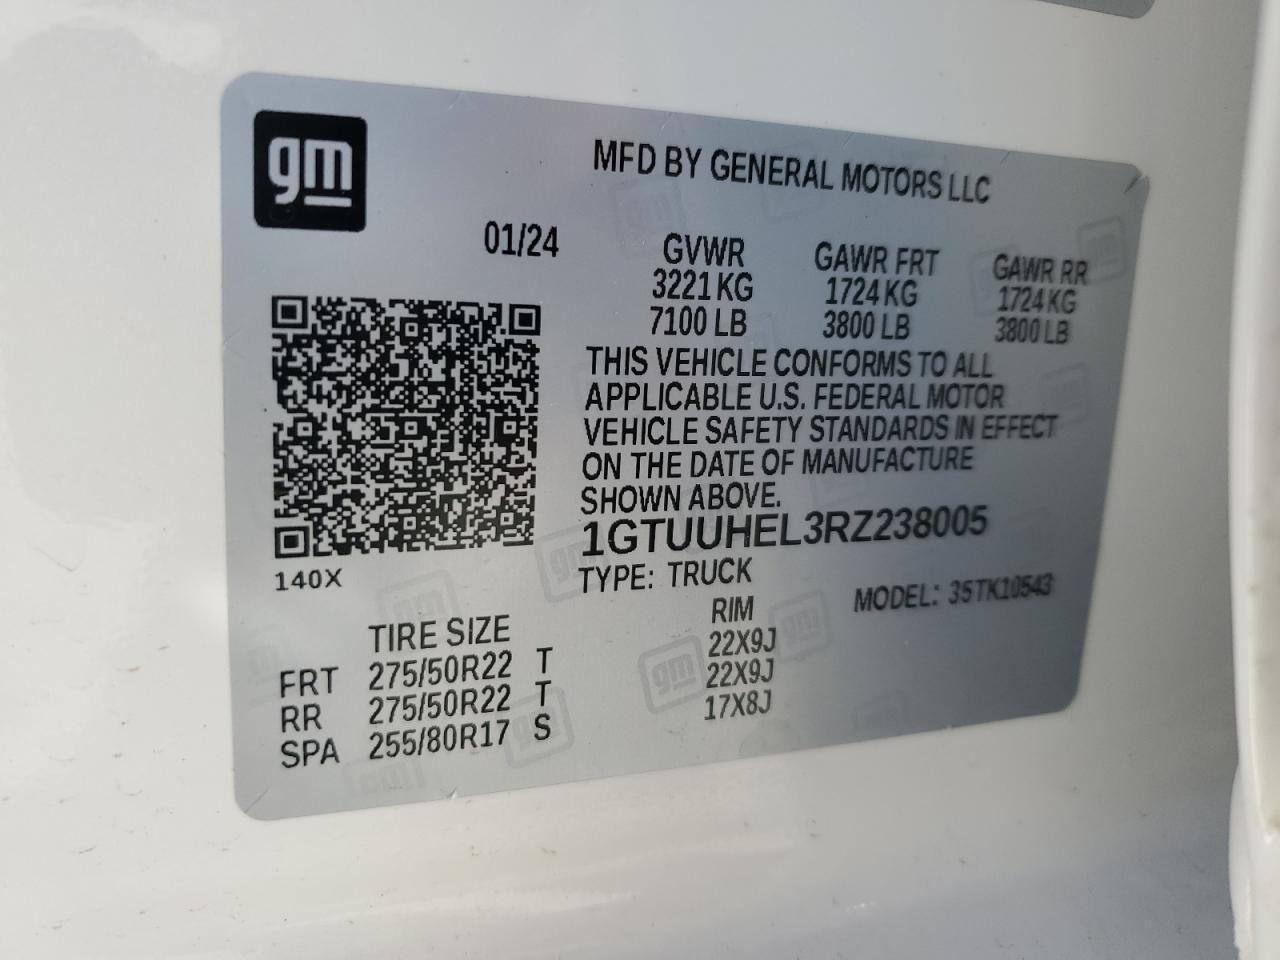 gm
MFD BY GENERAL MOTORS LLC
01/24
GVWR GAWR FRT GAWR RR
3221 KG 1724 KG 1724 KG
7100 LB 3800 LB 3800 LB
THIS VEHICLE CONFORMS TO ALL
APPLICABLE U.S. FEDERAL MOTOR
VEHICLE SAFETY STANDARDS IN EFFECT
ON THE DATE OF MANUFACTURE
SHOWN ABOVE.
1GTUUHEL3RZ238005
140X
TYPE: TRUCK MODEL: 35TK10543
TIRE SIZE RIM
FRT 275/50R22 T 22X9J
RR 275/50R22 T 22X9J
SPA 255/80R17 S 17X8J